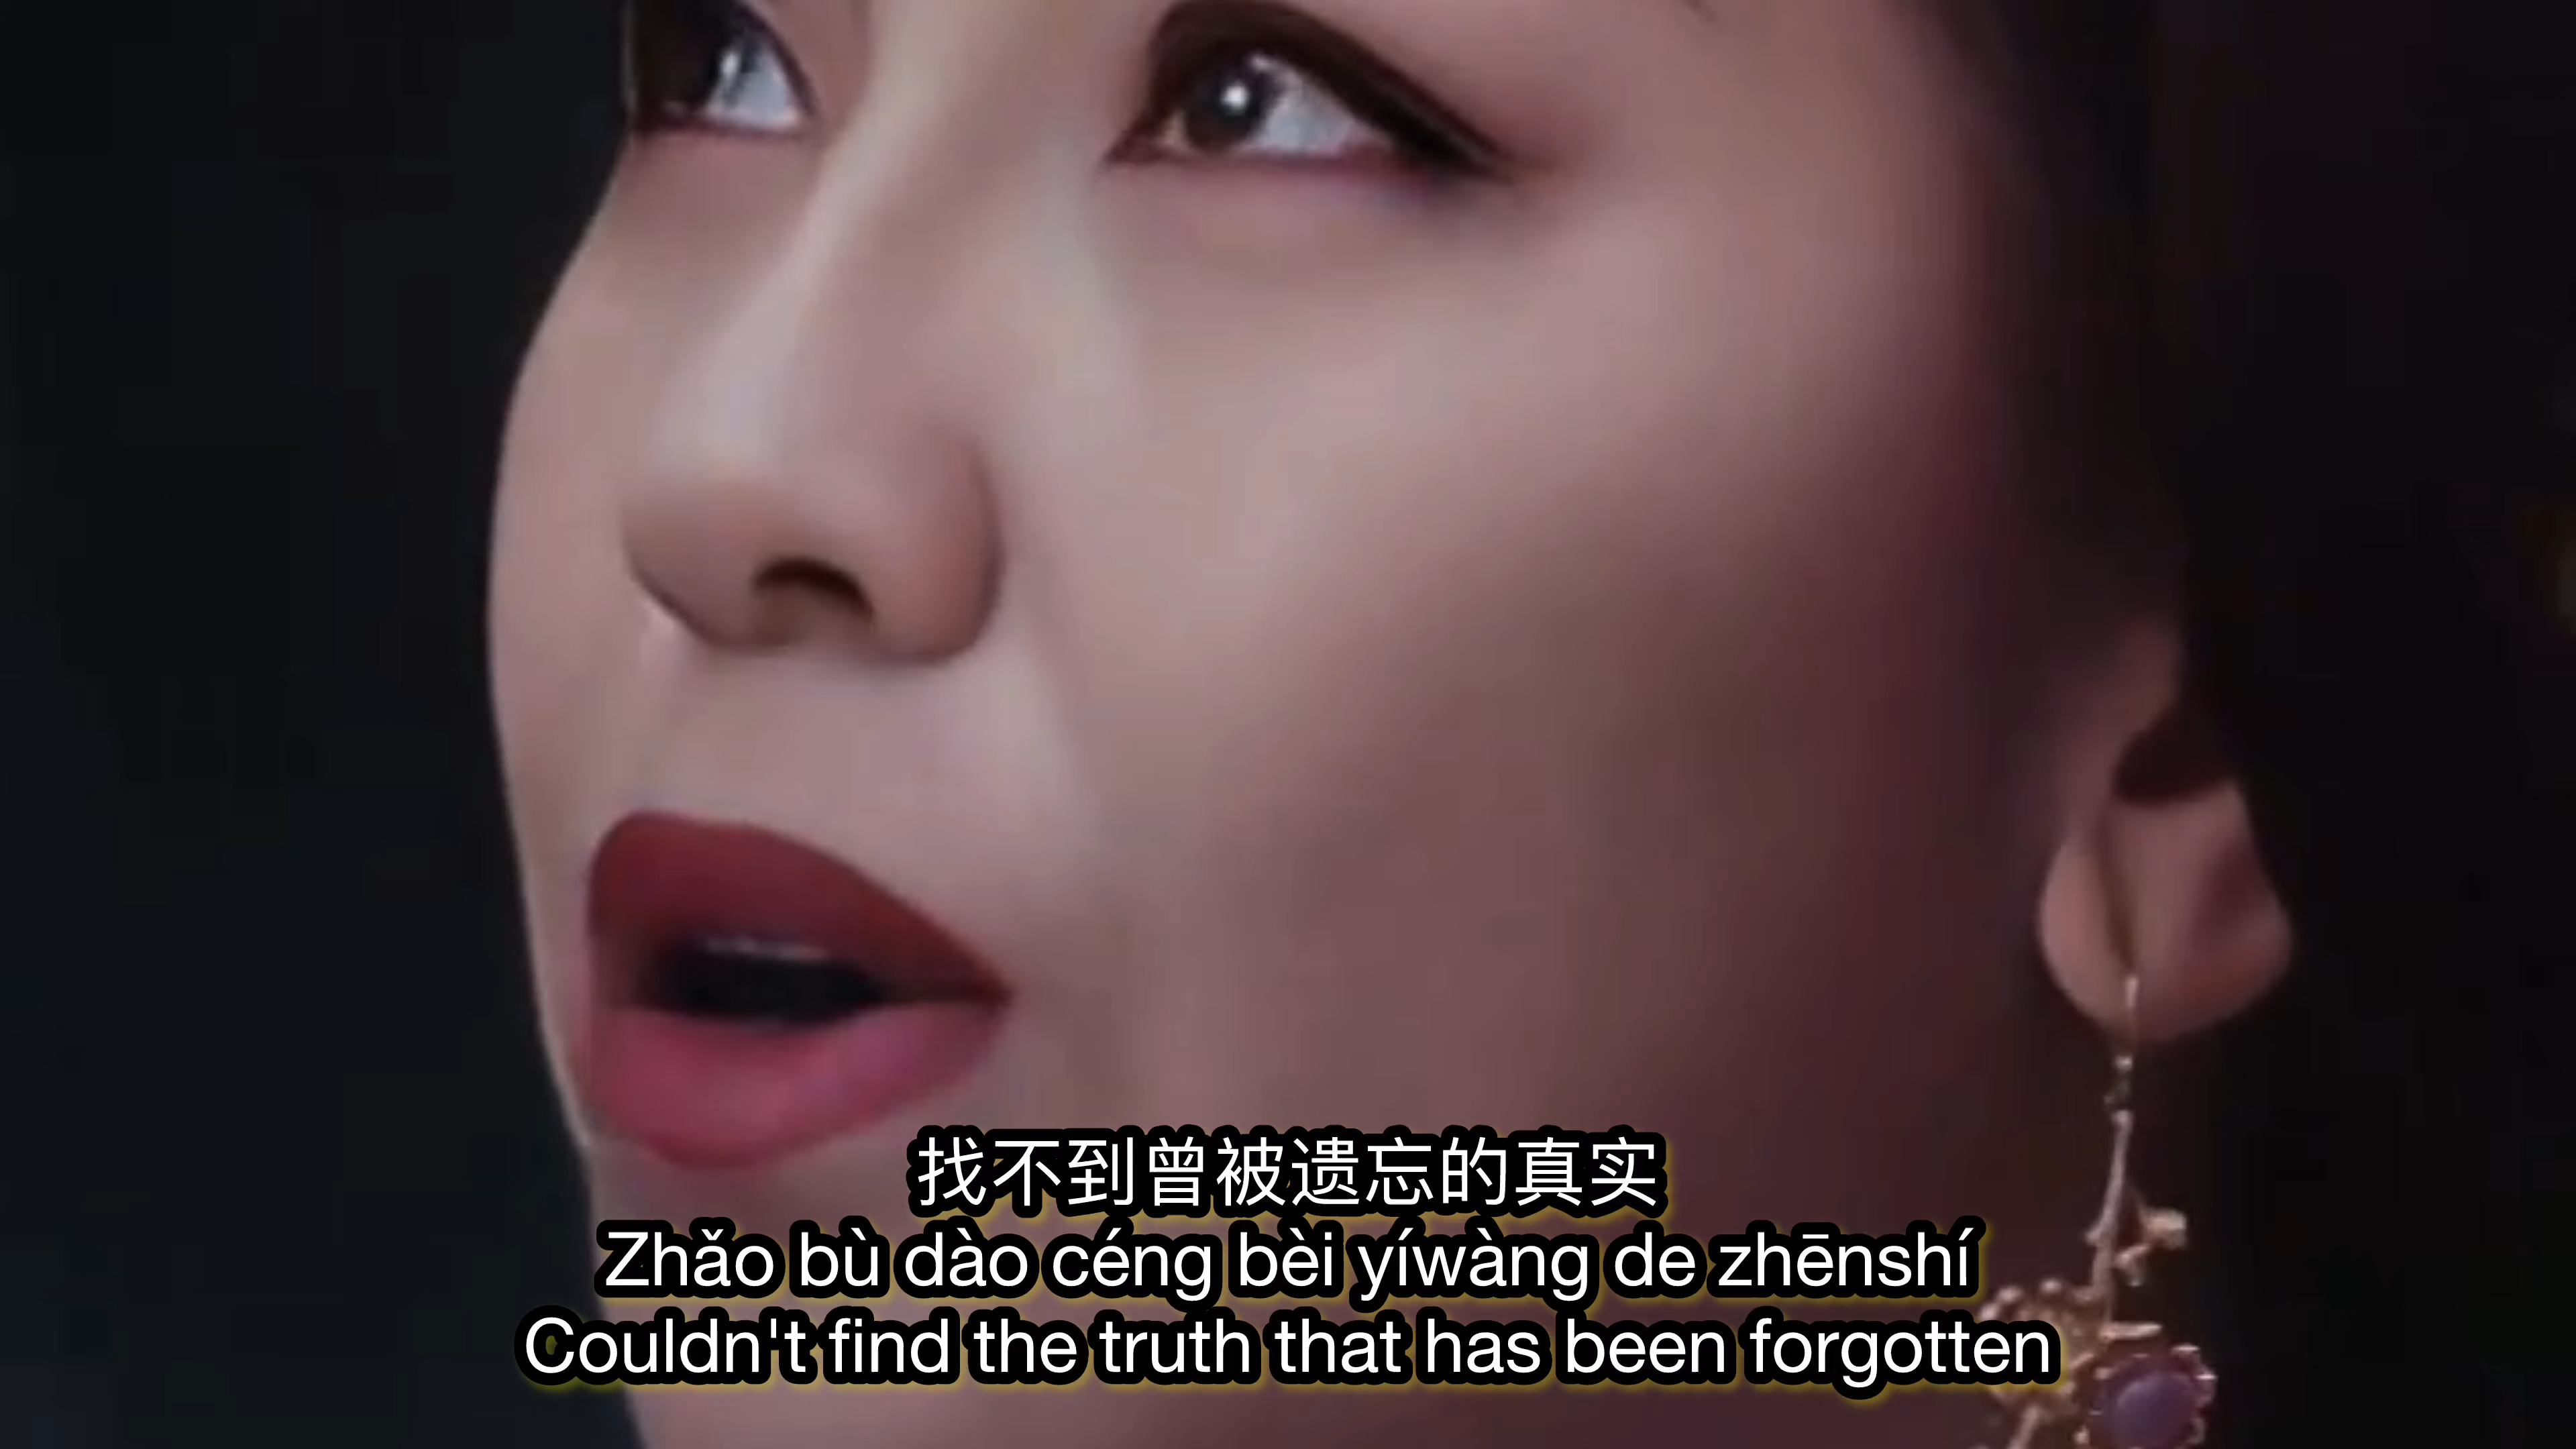 找不到曾被遗忘的真实
Zhǎo bù dào céng bèi yíwàng de zhēnshí
Couldn't find the truth that has been forgotten